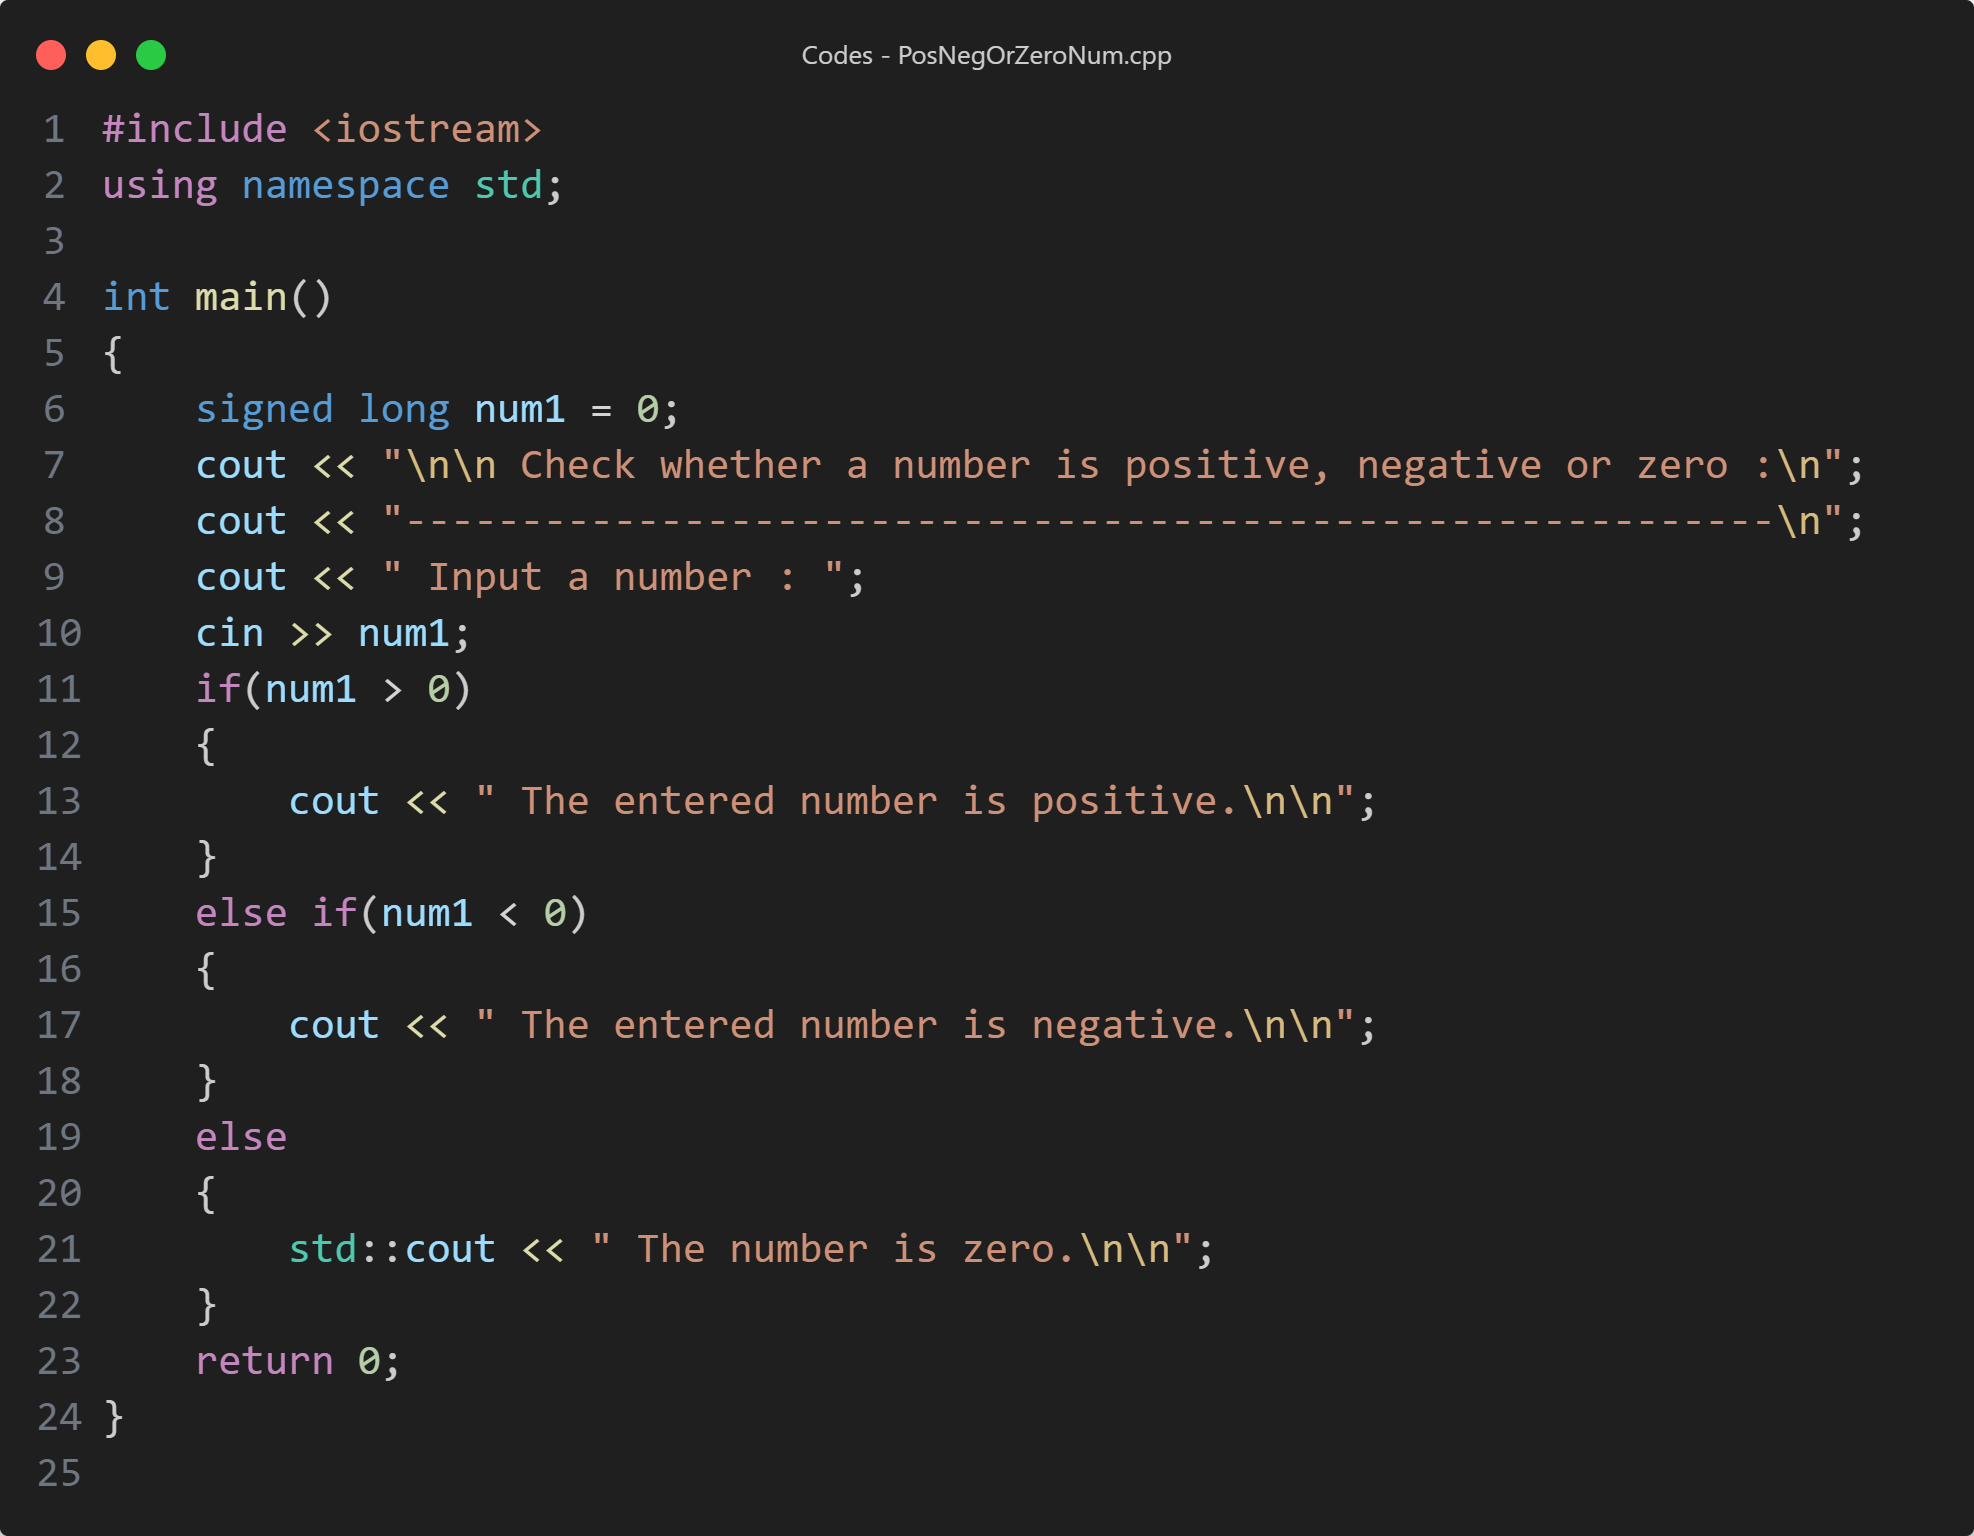 Codes - PosNegOrZeroNum.cpp
1 #include <iostream>
2 using namespace std;
3
4 int main()
5 {
6     signed long num1 = 0;
7     cout << "\n\n Check whether a number is positive, negative or zero :\n";
8     cout << "-----------------------------------------------------------\n";
9     cout << " Input a number : ";
10     cin >> num1;
11     if(num1 > 0)
12     {
13         cout << " The entered number is positive.\n\n";
14     }
15     else if(num1 < 0)
16     {
17         cout << " The entered number is negative.\n\n";
18     }
19     else
20     {
21         std::cout << " The number is zero.\n\n";
22     }
23     return 0;
24 }
25